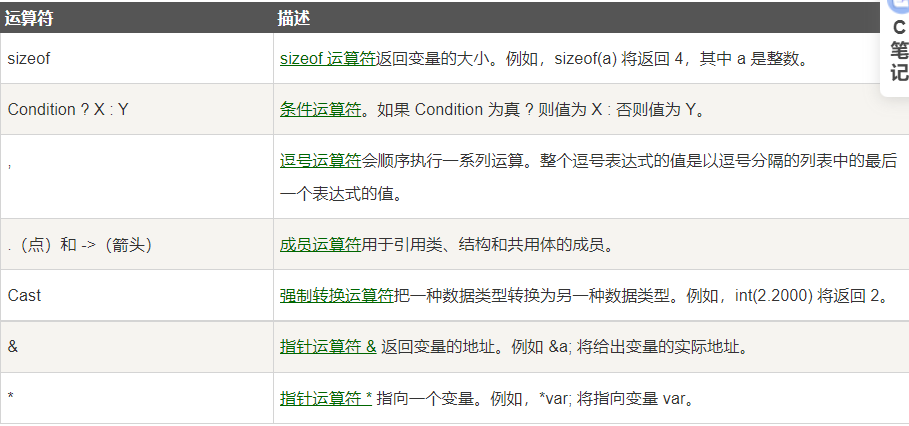 运算符 描述
sizeof sizeof 运算符返回变量的大小。例如，sizeof(a) 将返回 4，其中 a 是整数。
Condition ? X : Y 条件运算符。如果 Condition 为真 ? 则值为 X : 否则值为 Y。
, 逗号运算符会顺序执行一系列运算。整个逗号表达式的值是以逗号分隔的列表中的最后
一个表达式的值。
.（点）和 ->（箭头） 成员运算符用于引用类、结构和共用体的成员。
Cast 强制转换运算符把一种数据类型转换为另一种数据类型。例如，int(2.2000) 将返回 2。
& 指针运算符 & 返回变量的地址。例如 &a; 将给出变量的实际地址。
* 指针运算符 * 指向一个变量。例如，*var; 将指向变量 var。
C
笔
记